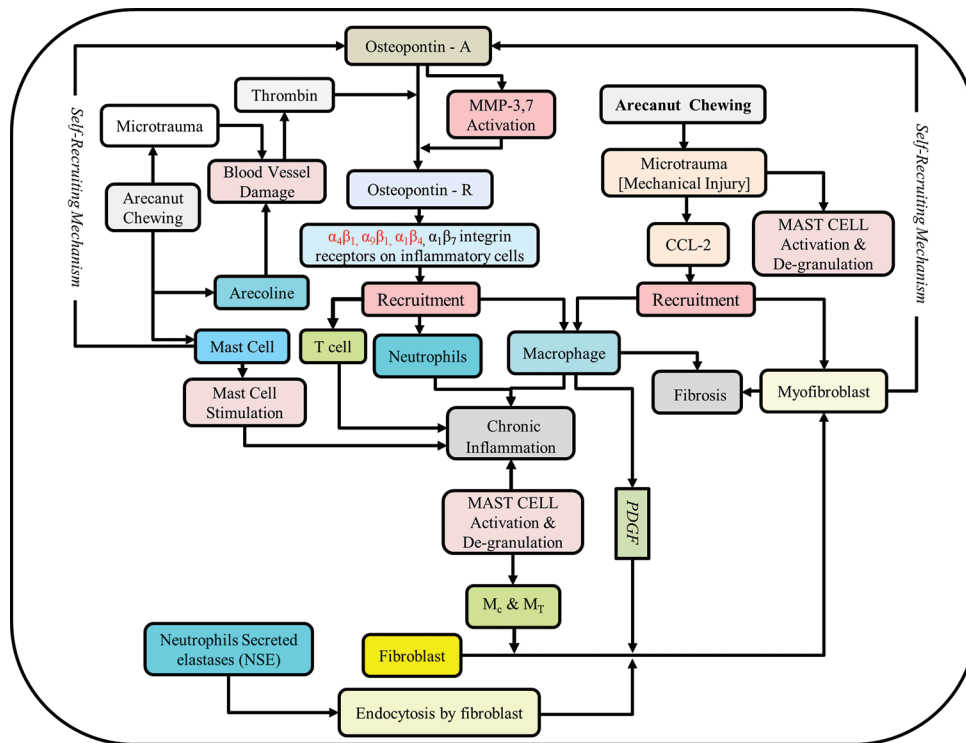 Osteopontin - A
Thrombin
MMP-3,7
Activation
Arecanut Chewing
Microtrauma
Blood Vessel
Damage
Microtrauma
[Mechanical Injury]
Osteopontin - R
Arecanut
Chewing
MAST CELL
Activation &
De-granulation
α₄β₁, α₉β₁, α₁β₄, α₁β₇ integrin
receptors on inflammatory cells
CCL-2
Arecoline
Recruitment
Recruitment
Self-Recruiting Mechanism
Self-Recruiting Mechanism
Mast Cell
T cell
Neutrophils
Macrophage
Fibrosis
Myofibroblast
Mast Cell
Stimulation
Chronic
Inflammation
MAST CELL
Activation &
De-granulation
PDGF
M_c & M_T
Neutrophils Secreted
elastases (NSE)
Fibroblast
Endocytosis by fibroblast